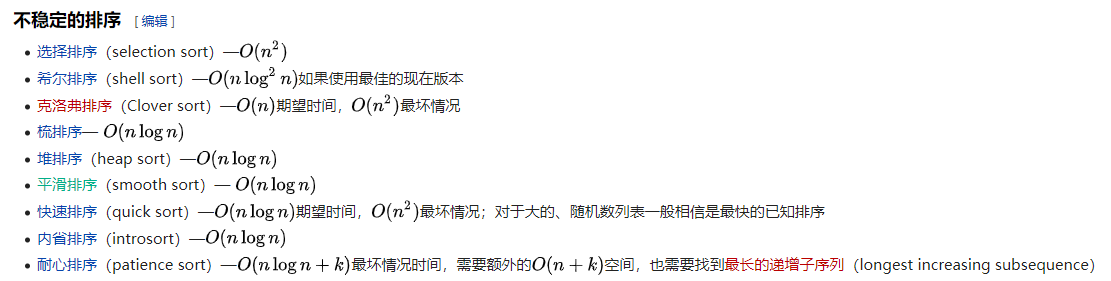 不稳定的排序 [编辑]
• 选择排序（selection sort）—O(n²)
• 希尔排序（shell sort）—O(n log² n)如果使用最佳的现在版本
• 克洛弗排序（Clover sort）—O(n)期望时间，O(n²)最坏情况
• 梳排序— O(n log n)
• 堆排序（heap sort）—O(n log n)
• 平滑排序（smooth sort）— O(n log n)
• 快速排序（quick sort）—O(n log n)期望时间，O(n²)最坏情况；对于大的、随机数列表一般相信是最快的已知排序
• 内省排序（introsort）—O(n log n)
• 耐心排序（patience sort）—O(n log n + k)最坏情况时间，需要额外的O(n + k)空间，也需要找到最长的递增子序列（longest increasing subsequence）